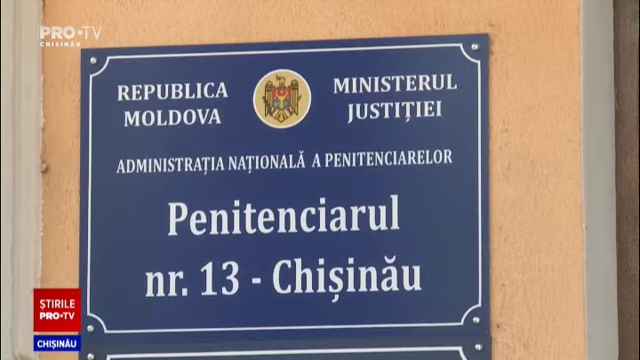 PRO•TV
CHIȘINĂU
REPUBLICA
MOLDOVA
MINISTERUL
JUSTIȚIEI
ADMINISTRAȚIA NAȚIONALĂ A PENITENCIARELOR
Penitenciarul
nr. 13 - Chișinău
ȘTIRILE
PRO•TV
CHIȘINĂU